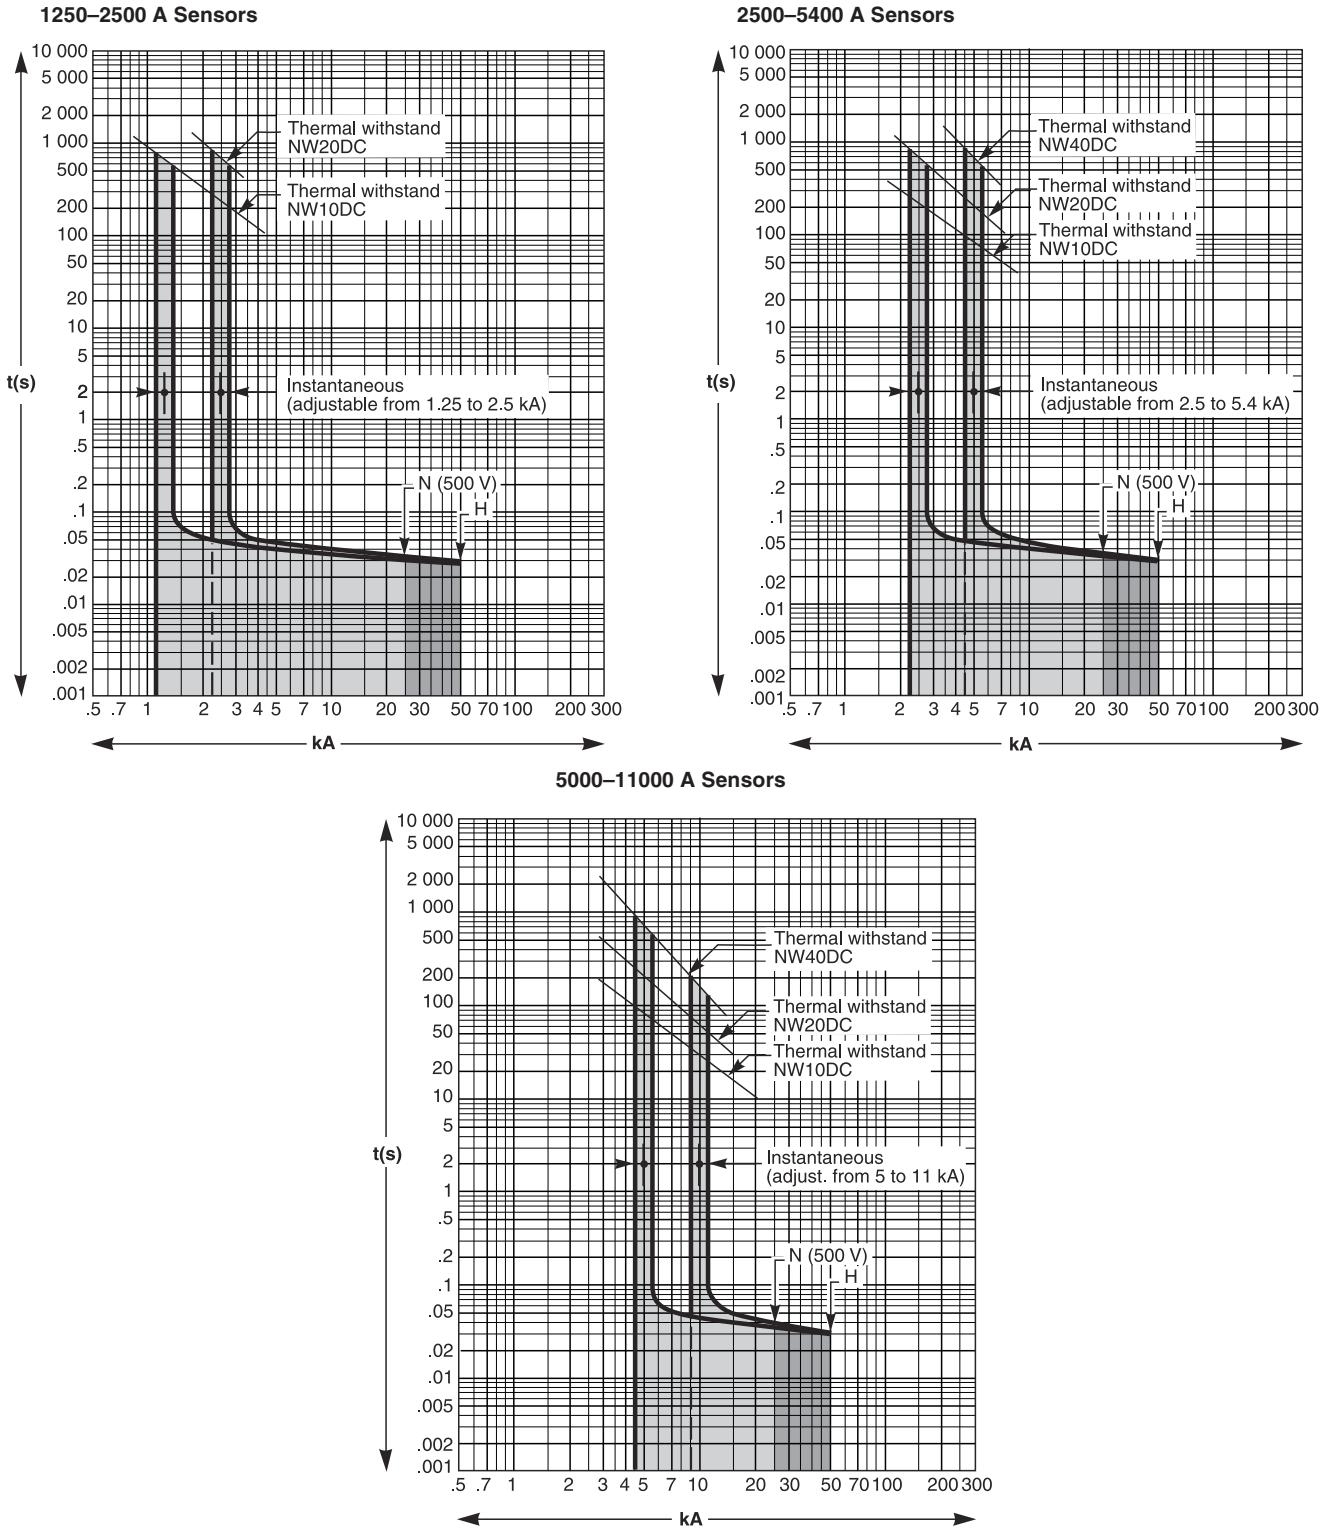 1250–2500 A Sensors
10 000
5 000
2 000
1 000
500
200
100
50
20
10
5
2
1
.5
.2
.1
.05
.02
.01
.005
.002
.001
t(s)
Thermal withstand
NW20DC
Thermal withstand
NW10DC
Instantaneous
(adjustable from 1.25 to 2.5 kA)
N (500 V)
H
.5 .7 1 2 3 4 5 7 10 20 30 50 70 100 200 300
kA
2500–5400 A Sensors
10 000
5 000
2 000
1 000
500
200
100
50
20
10
5
2
1
.5
.2
.1
.05
.02
.01
.005
.002
.001
t(s)
Thermal withstand
NW40DC
Thermal withstand
NW20DC
Thermal withstand
NW10DC
Instantaneous
(adjustable from 2.5 to 5.4 kA)
N (500 V)
H
.5 .7 1 2 3 4 5 7 10 20 30 50 70 100 200 300
kA
5000–11000 A Sensors
10 000
5 000
2 000
1 000
500
200
100
50
20
10
5
2
1
.5
.2
.1
.05
.02
.01
.005
.002
.001
t(s)
Thermal withstand
NW40DC
Thermal withstand
NW20DC
Thermal withstand
NW10DC
Instantaneous
(adjust. from 5 to 11 kA)
N (500 V)
H
.5 .7 1 2 3 4 5 7 10 20 30 50 70 100 200 300
kA